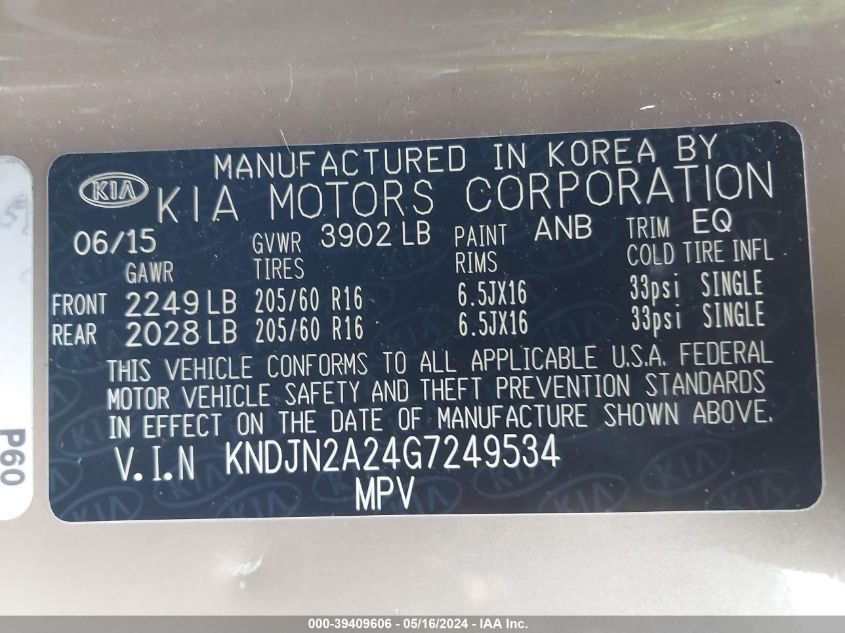 MANUFACTURED IN KOREA BY
KIA KIA MOTORS CORPORATION
06/15 GVWR 3902 LB PAINT ANB TRIM EQ
GAWR TIRES RIMS COLD TIRE INFL
FRONT 2249 LB 205/60 R16 6.5JX16 33psi SINGLE
REAR 2028 LB 205/60 R16 6.5JX16 33psi SINGLE
THIS VEHICLE CONFORMS TO ALL APPLICABLE U.S.A. FEDERAL
MOTOR VEHICLE SAFETY AND THEFT PREVENTION STANDARDS
IN EFFECT ON THE DATE OF MANUFACTURE SHOWN ABOVE.
V.I.N KNDJN2A24G7249534
MPV
P60
000-39409606 - 05/16/2024 - IAA Inc.